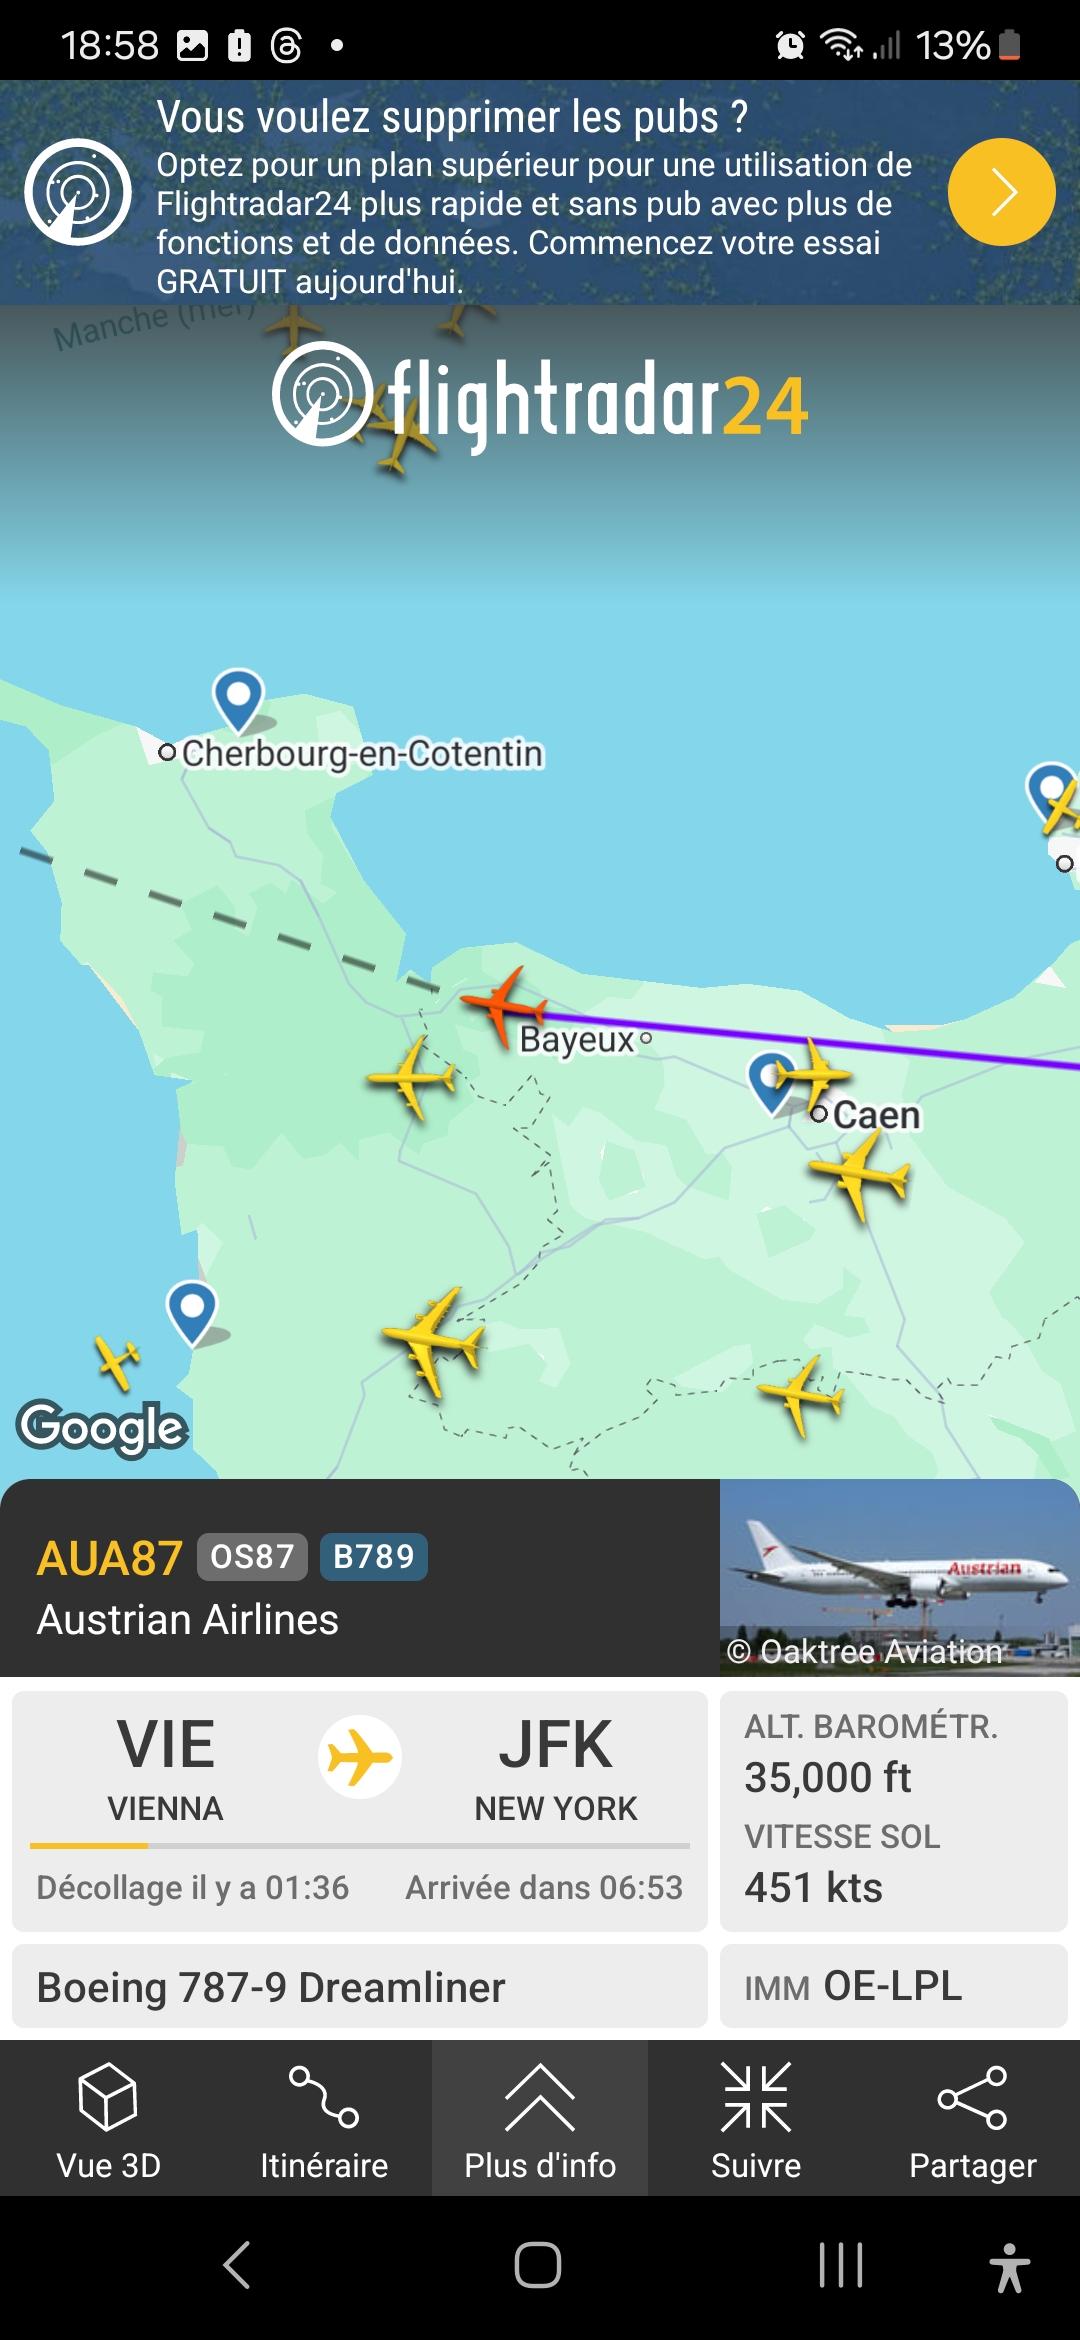 18:58
13%
Vous voulez supprimer les pubs ?
Optez pour un plan supérieur pour une utilisation de
Flightradar24 plus rapide et sans pub avec plus de
fonctions et de données. Commencez votre essai
GRATUIT aujourd'hui.
Manche (mer)
flightradar24
Cherbourg-en-Cotentin
Bayeux
Caen
Google
AUA87 OS87 B789
Austrian Airlines
Austrian
© Oaktree Aviation
VIE JFK
VIENNA NEW YORK
Décollage il y a 01:36 Arrivée dans 06:53
ALT. BAROMÉTR.
35,000 ft
VITESSE SOL
451 kts
Boeing 787-9 Dreamliner
IMM OE-LPL
Vue 3D
Itinéraire
Plus d'info
Suivre
Partager